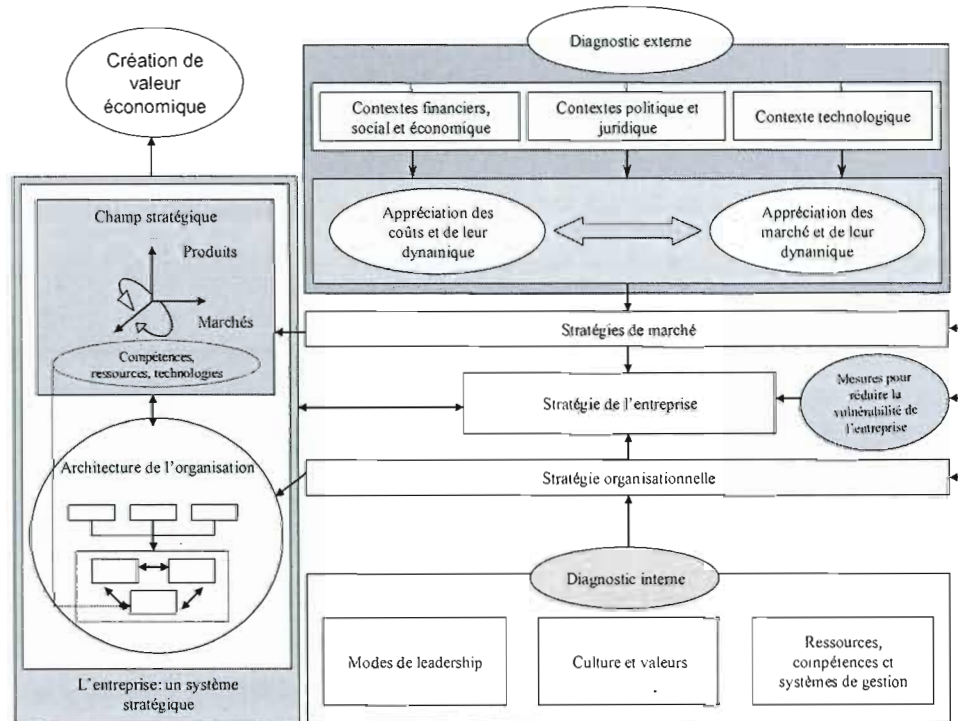 Création de
valeur
économique
Diagnostic externe
Contextes financiers,
social et économique
Contextes politique et
juridique
Contexte technologique
Appréciation des
coûts et de leur
dynamique
Appréciation des
marché et de leur
dynamique
Champ stratégique
Produits
Marchés
Compétences,
ressources, technologies
Stratégies de marché
Stratégie de l'entreprise
Mesures pour
réduire la
vulnérabilité de
l'entreprise
Architecture de l'organisation
Stratégie organisationnelle
Diagnostic interne
Modes de leadership
Culture et valeurs
Ressources,
compétences et
systèmes de gestion
L'entreprise: un système
stratégique